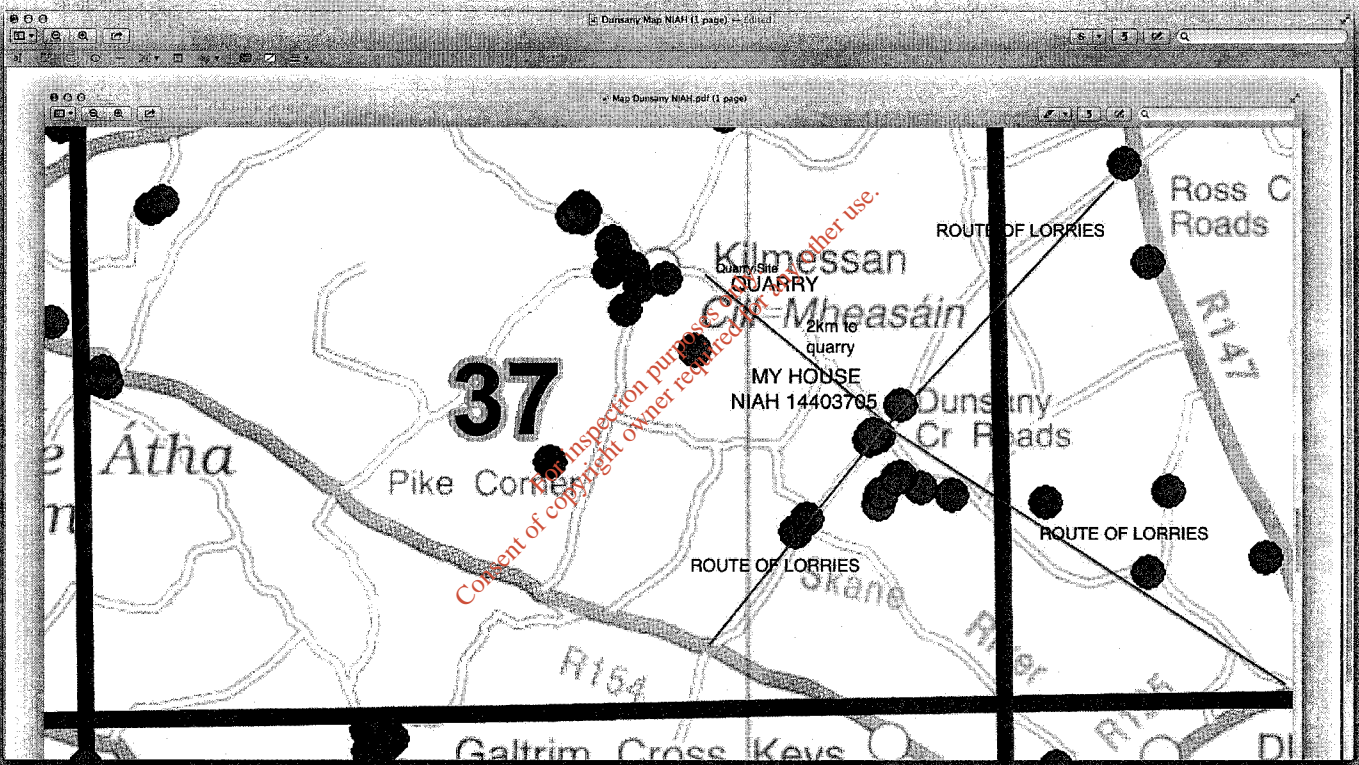 Dunsany Map NIAH (1 page) — Edited
Map Dunsany NIAH.pdf (1 page)
Ross C
Roads
ROUTE OF LORRIES
Kilmessan
Quarry Site
QUARRY
Cill-Mheasáin
R147
2km to
quarry
MY HOUSE
NIAH 14403705
37
Dunsany
Cr Roads
e Átha
Pike Corner
ROUTE OF LORRIES
ROUTE OF LORRIES
Skane
River
R154
Galtrim Cross Keys
For inspection purposes only.
Consent of copyright owner required for any other use.